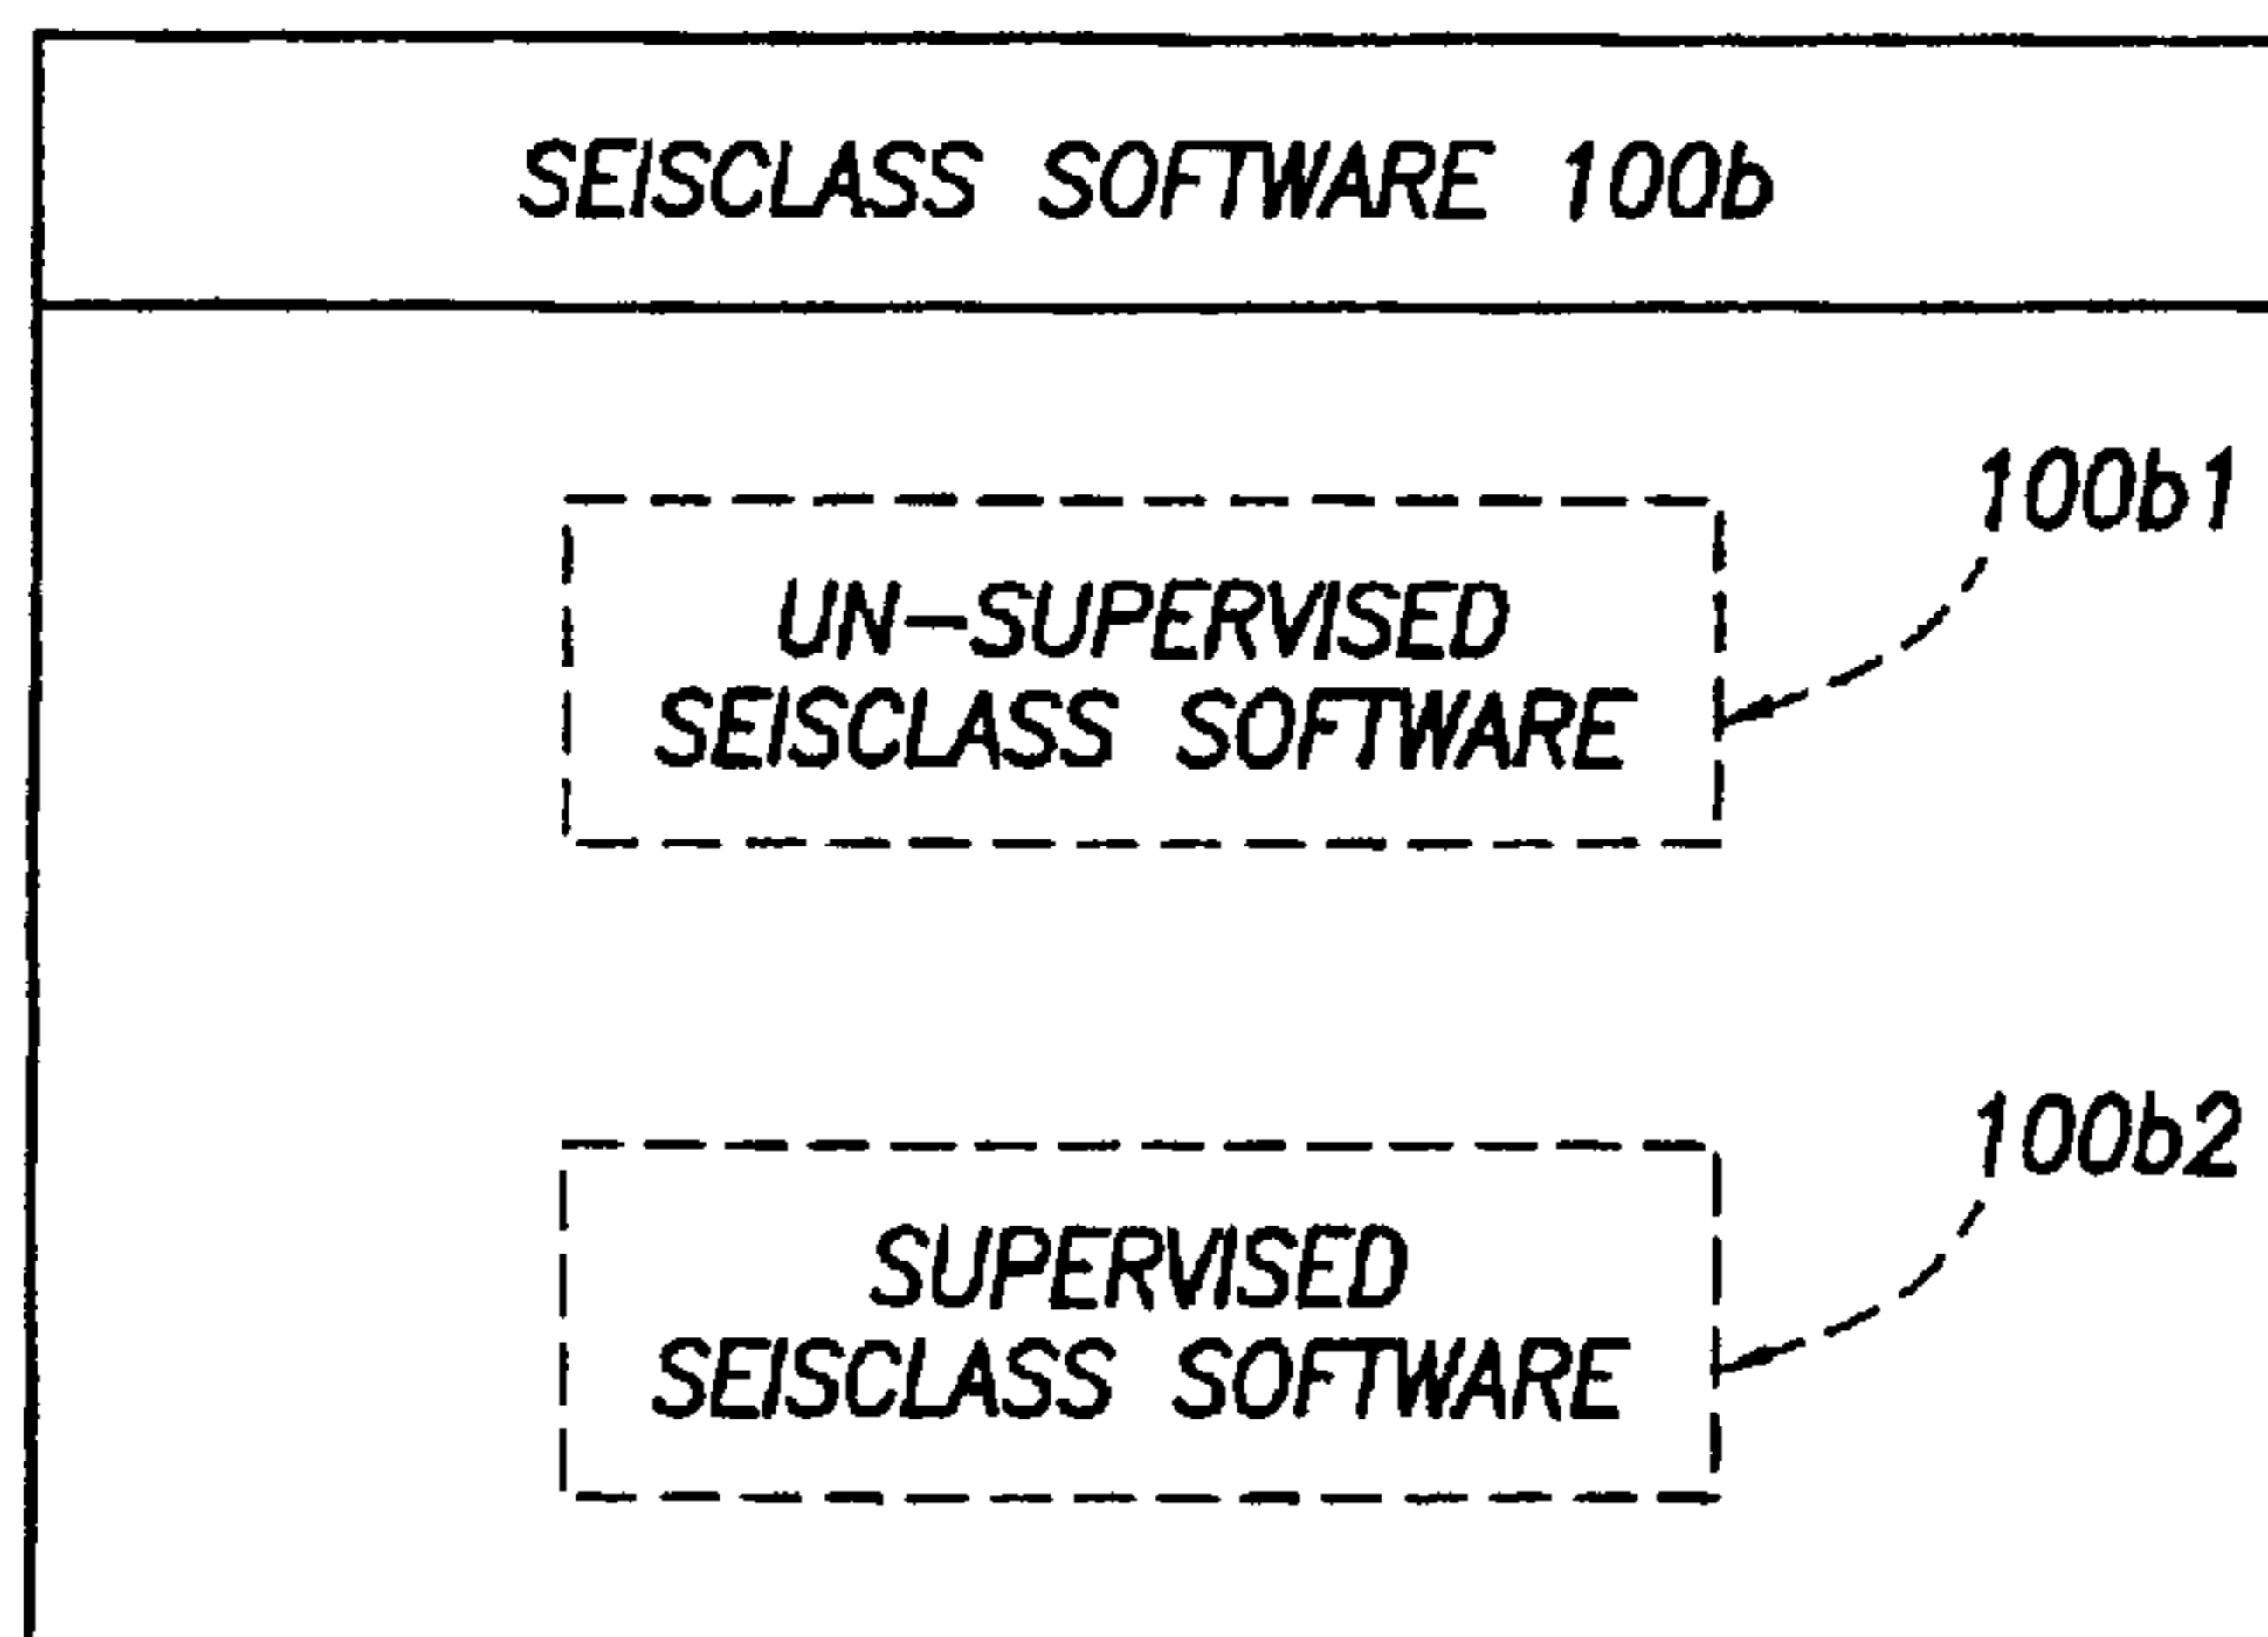 SEISCLASS SOFTWARE 100b
100b1
UN-SUPERVISED
SEISCLASS SOFTWARE
100b2
SUPERVISED
SEISCLASS SOFTWARE